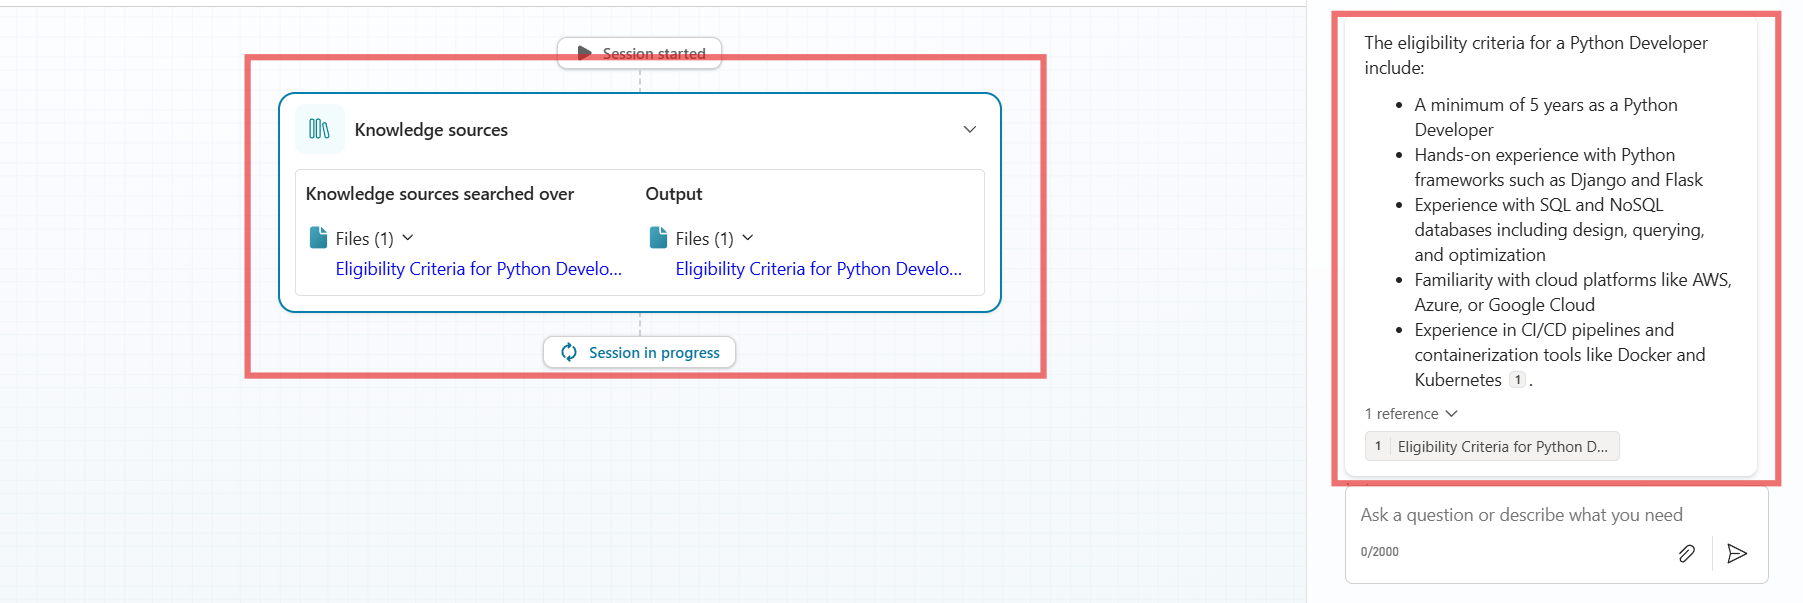 Session started
Knowledge sources
Knowledge sources searched over
Output
Files (1)
Files (1)
Eligibility Criteria for Python Develo...
Eligibility Criteria for Python Develo...
Session in progress
The eligibility criteria for a Python Developer
include:
• A minimum of 5 years as a Python
Developer
• Hands-on experience with Python
frameworks such as Django and Flask
• Experience with SQL and NoSQL
databases including design, querying,
and optimization
• Familiarity with cloud platforms like AWS,
Azure, or Google Cloud
• Experience in CI/CD pipelines and
containerization tools like Docker and
Kubernetes 1 .
1 reference
1 Eligibility Criteria for Python D...
Ask a question or describe what you need
0/2000